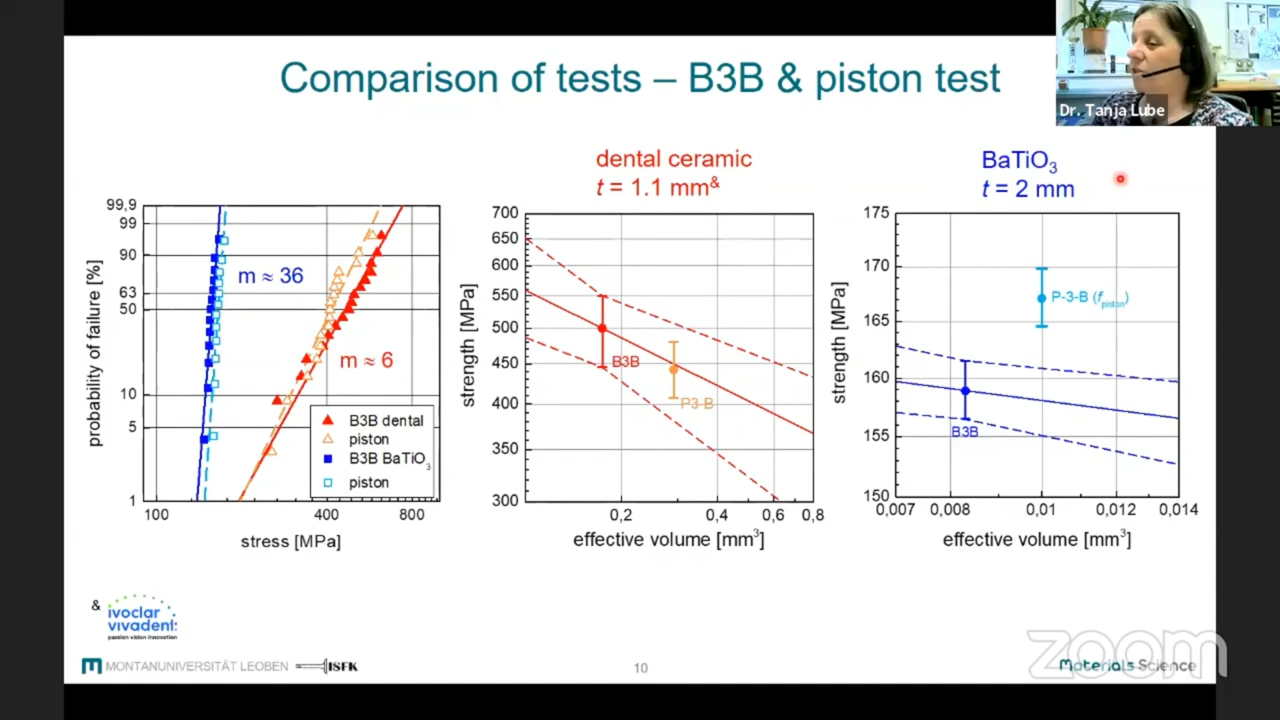 Comparison of tests – B3B & piston test
Dr. Tanja Lube
99,9
99
90
63
50
10
5
1
probability of failure [%]
m ≈ 36
m ≈ 6
B3B dental
piston
B3B BaTiO3
piston
100
400
800
stress [MPa]
dental ceramic
t = 1.1 mm&
700
650
600
550
500
450
400
350
300
strength [MPa]
B3B
P3-B
0,2
0,4
0,6
0,8
effective volume [mm3]
BaTiO3
t = 2 mm
175
170
165
160
155
150
strength [MPa]
P-3-B (fpiston)
B3B
0,007
0,008
0,01
0,012
0,014
effective volume [mm3]
&
ivoclar
vivadent:
passion vision innovation
MONTANUNIVERSITÄT LEOBEN
ISFK
10
Materials Science
zoom